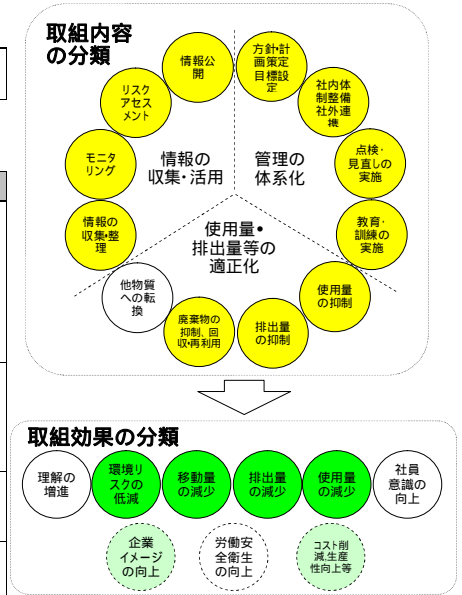 取組内容
の分類
情報公
開
方針・計
画策定
目標設
定
リスク
アセス
メント
社内体
制整備
社外連
携
モニタ
リング
情報の
収集・活用
管理の
体系化
点検・
見直しの
実施
情報の
収集・整
理
使用量・
排出量等の
適正化
教育・
訓練の
実施
他物質
への転
換
使用量
の抑制
廃棄物の
抑制、回
収・再利用
排出量
の抑制
取組効果の分類
理解の
増進
環境リ
スクの
低減
移動量
の減少
排出量
の減少
使用量
の減少
社員
意識の
向上
企業
イメージ
の向上
労働安
全衛生
の向上
コスト削
減、生産
性向上等